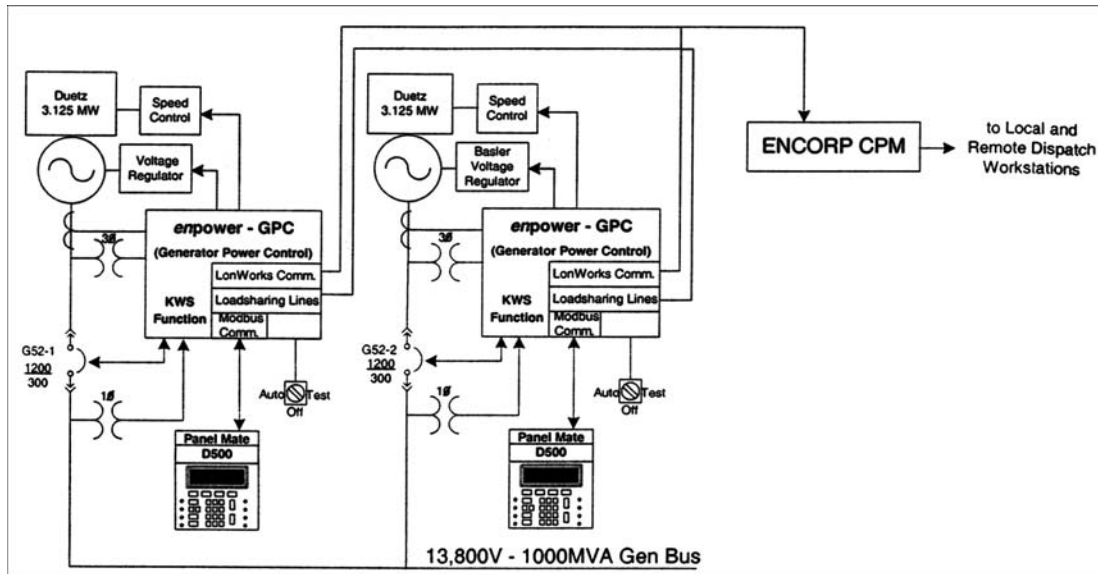 Duetz
3.125 MW
Speed
Control
Voltage
Regulator
enpower - GPC
(Generator Power Control)
LonWorks Comm.
KWS
Function
Loadsharing Lines
Modbus
Comm.
3Ø
G52-1
1200
300
1Ø
Auto Test
Off
Panel Mate
D500
Duetz
3.125 MW
Speed
Control
Basler
Voltage
Regulator
enpower - GPC
(Generator Power Control)
LonWorks Comm.
KWS
Function
Loadsharing Lines
Modbus
Comm.
3Ø
G52-2
1200
300
1Ø
Auto Test
Off
Panel Mate
D500
ENCORP CPM
to Local and
Remote Dispatch
Workstations
13,800V - 1000MVA Gen Bus